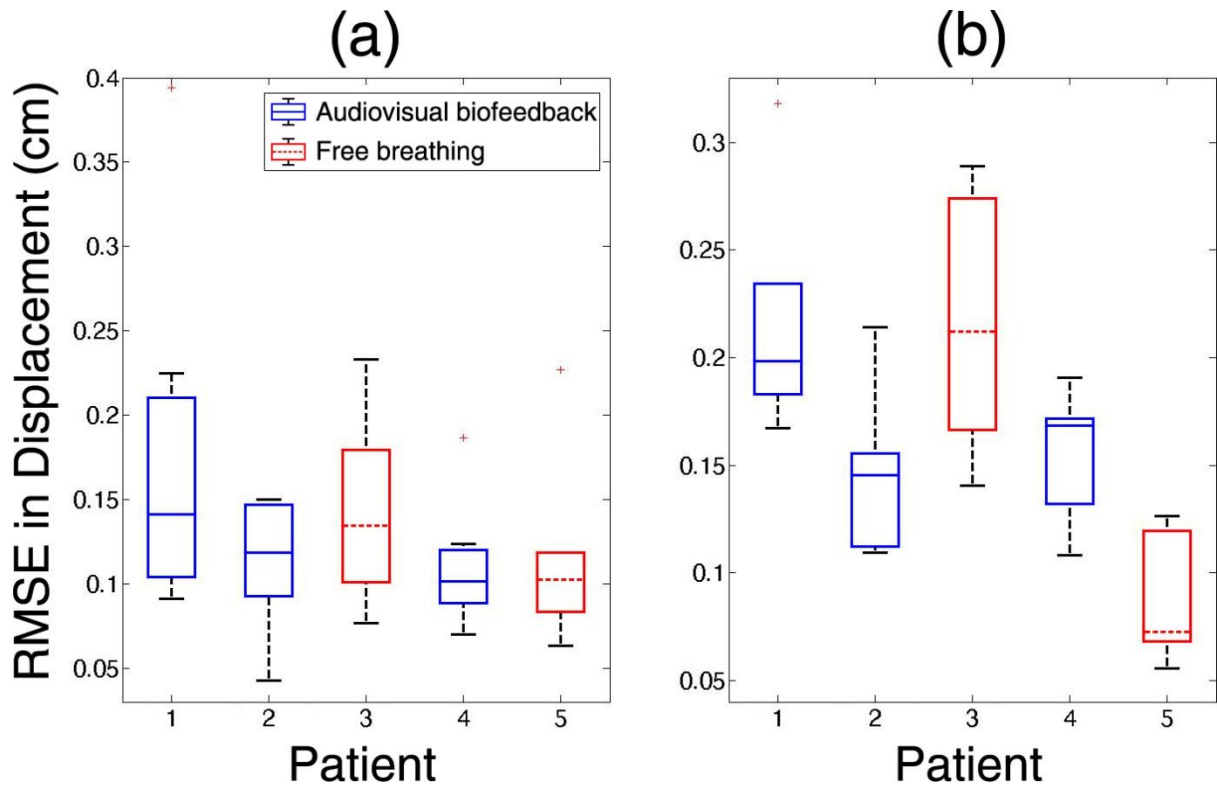 (a)
RMSE in Displacement (cm)
0.4
0.35
0.3
0.25
0.2
0.15
0.1
0.05
Audiovisual biofeedback
Free breathing
1 2 3 4 5
Patient
(b)
0.3
0.25
0.2
0.15
0.1
0.05
1 2 3 4 5
Patient